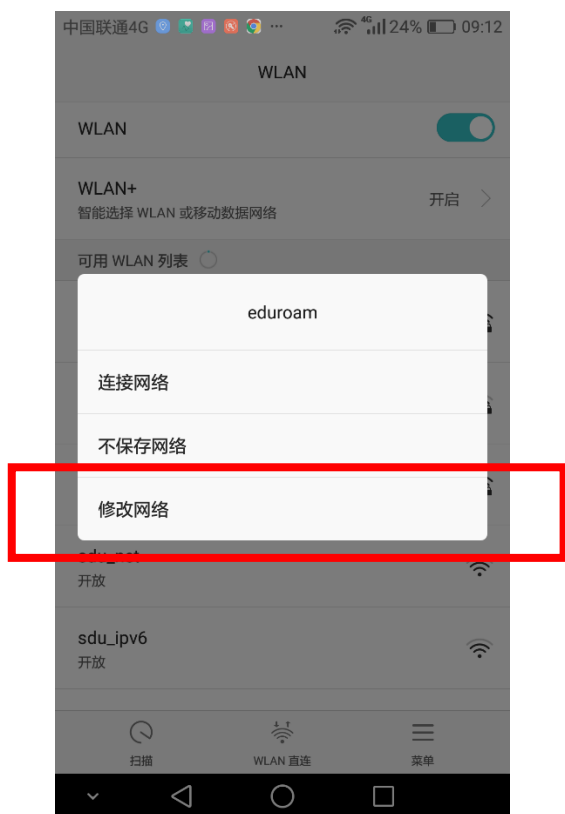 中国联通4G
4G
24%
09:12
WLAN
WLAN
WLAN+
智能选择 WLAN 或移动数据网络
开启
可用 WLAN 列表
eduroam
连接网络
不保存网络
修改网络
开放
sdu_ipv6
开放
扫描
WLAN 直连
菜单